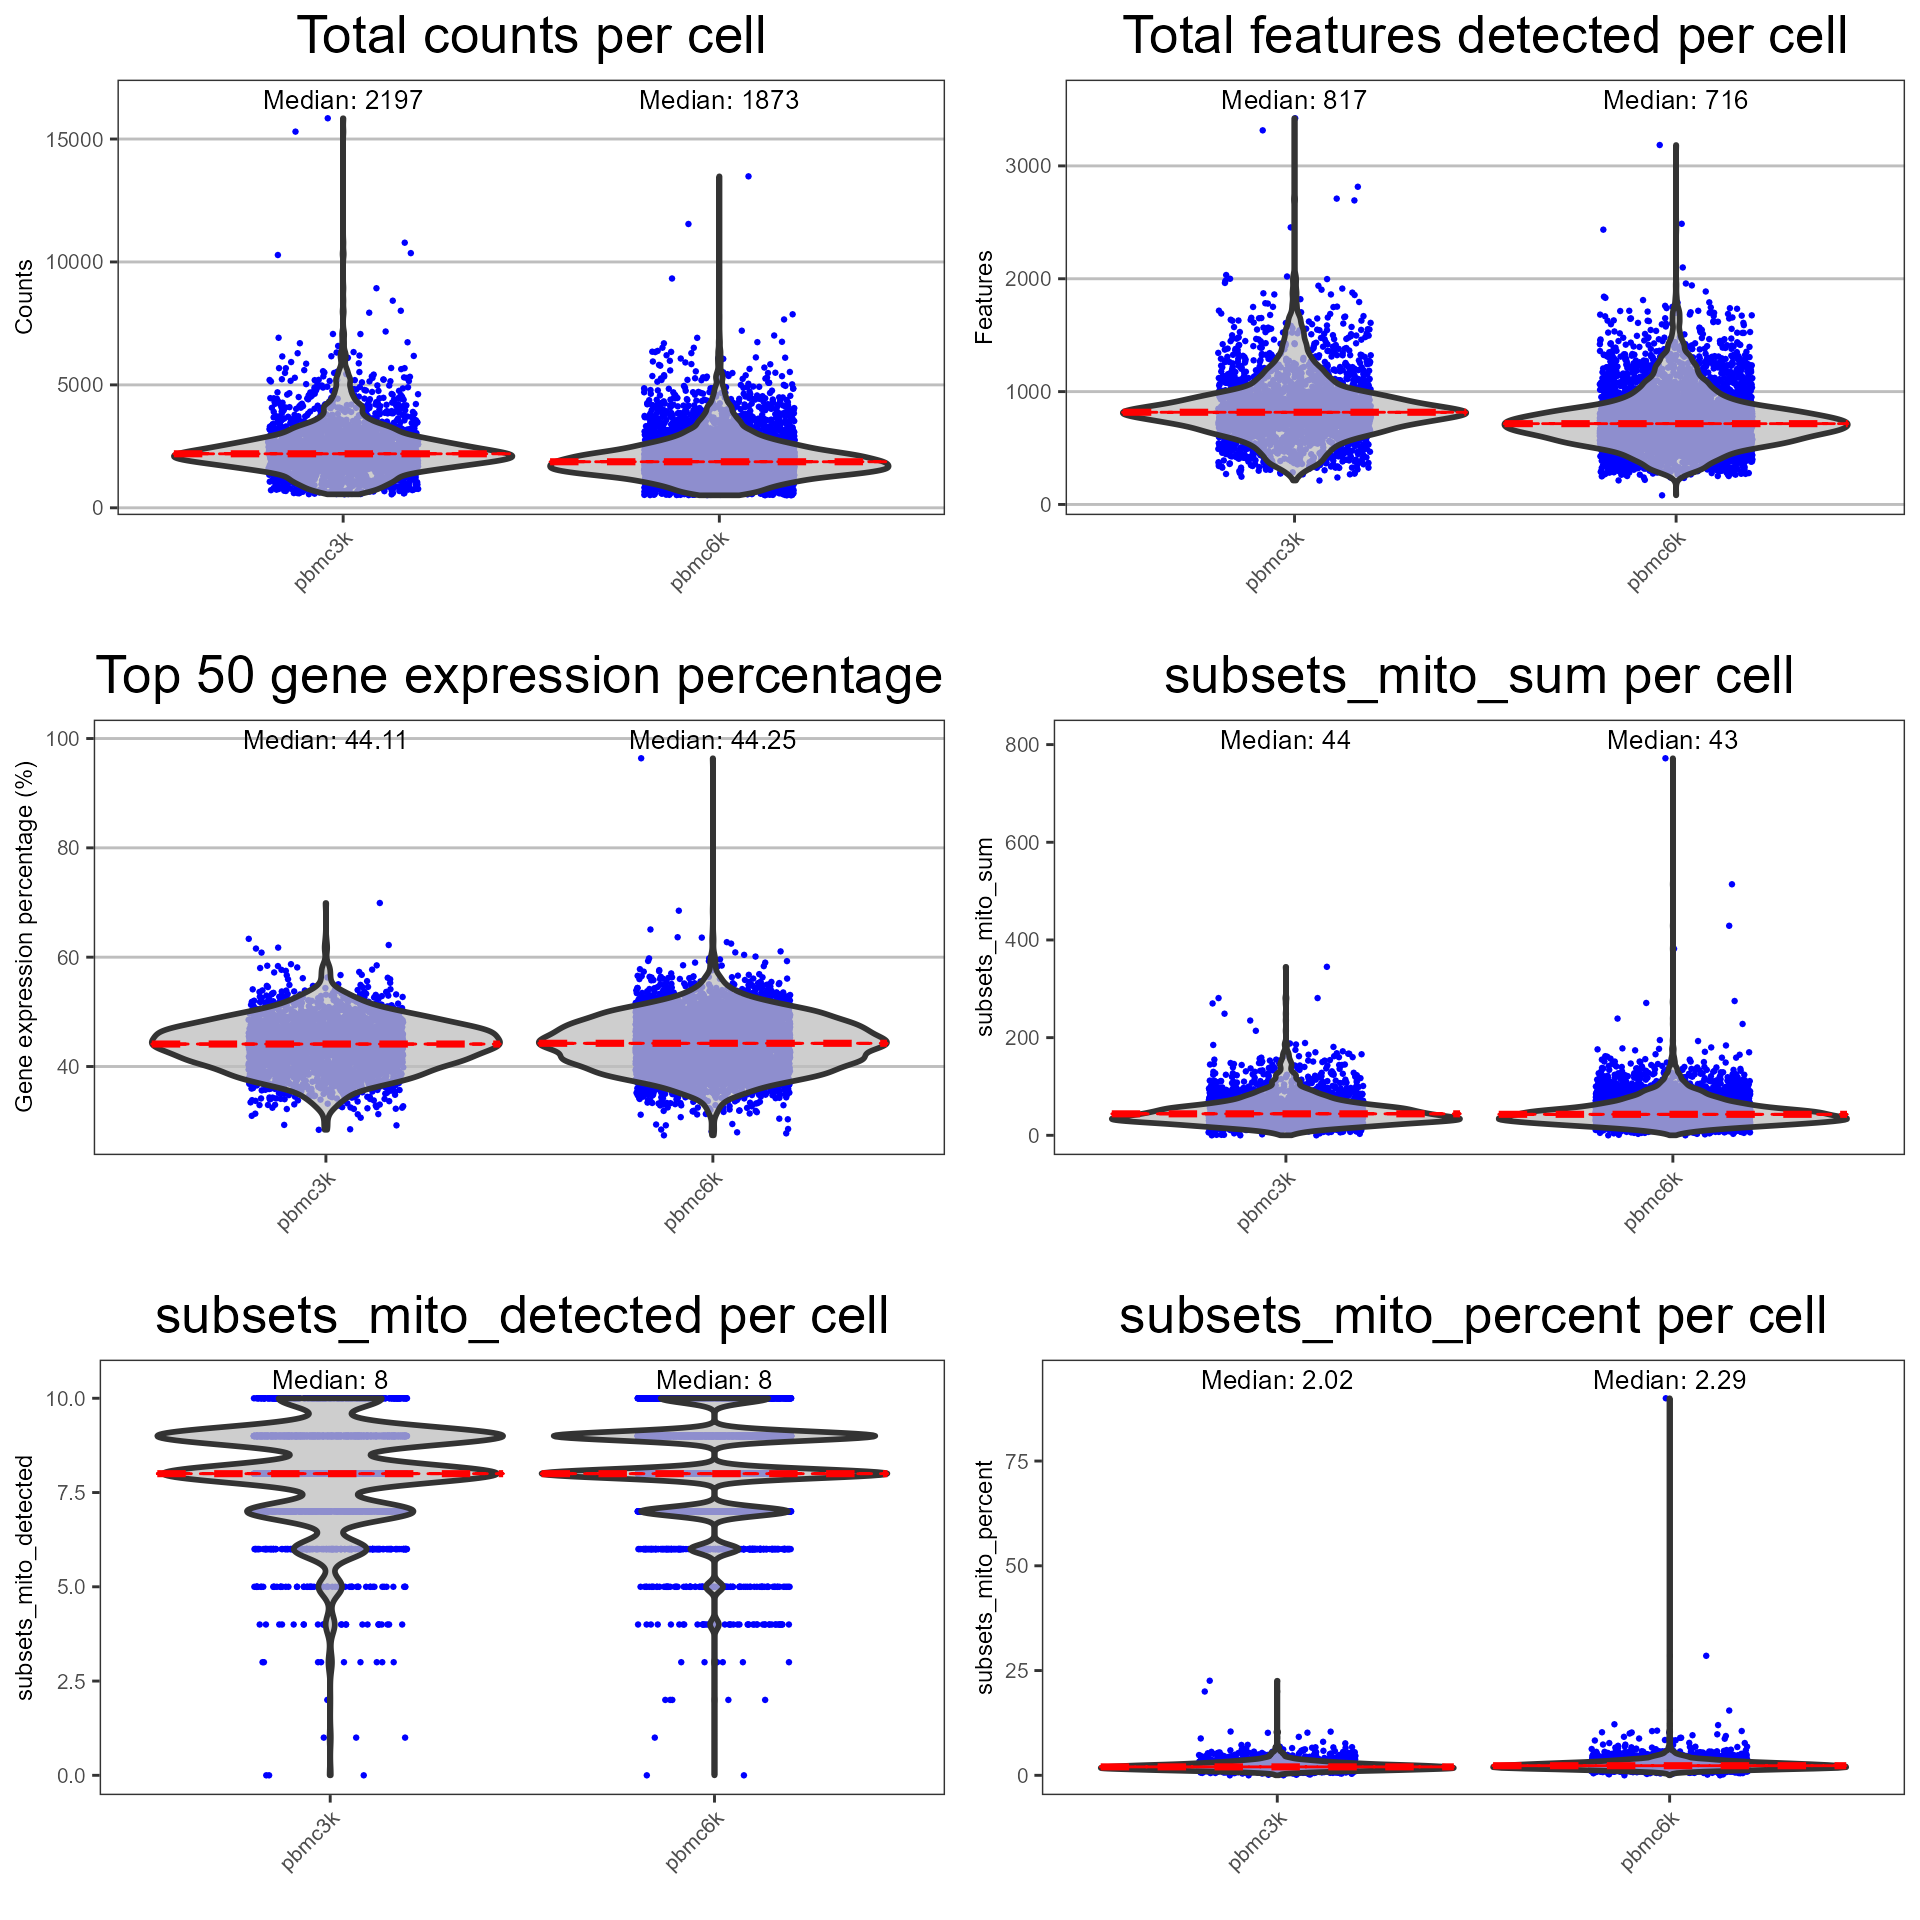 Total counts per cell
Median: 2197
Median: 1873
15000
10000
5000
0
Counts
pbmc3k
pbmc6k
Total features detected per cell
Median: 817
Median: 716
3000
2000
1000
0
Features
pbmc3k
pbmc6k
Top 50 gene expression percentage
Median: 44.11
Median: 44.25
100
80
60
40
Gene expression percentage (%)
pbmc3k
pbmc6k
subsets_mito_sum per cell
Median: 44
Median: 43
800
600
400
200
0
subsets_mito_sum
pbmc3k
pbmc6k
subsets_mito_detected per cell
Median: 8
Median: 8
10.0
7.5
5.0
2.5
0.0
subsets_mito_detected
pbmc3k
pbmc6k
subsets_mito_percent per cell
Median: 2.02
Median: 2.29
75
50
25
0
subsets_mito_percent
pbmc3k
pbmc6k